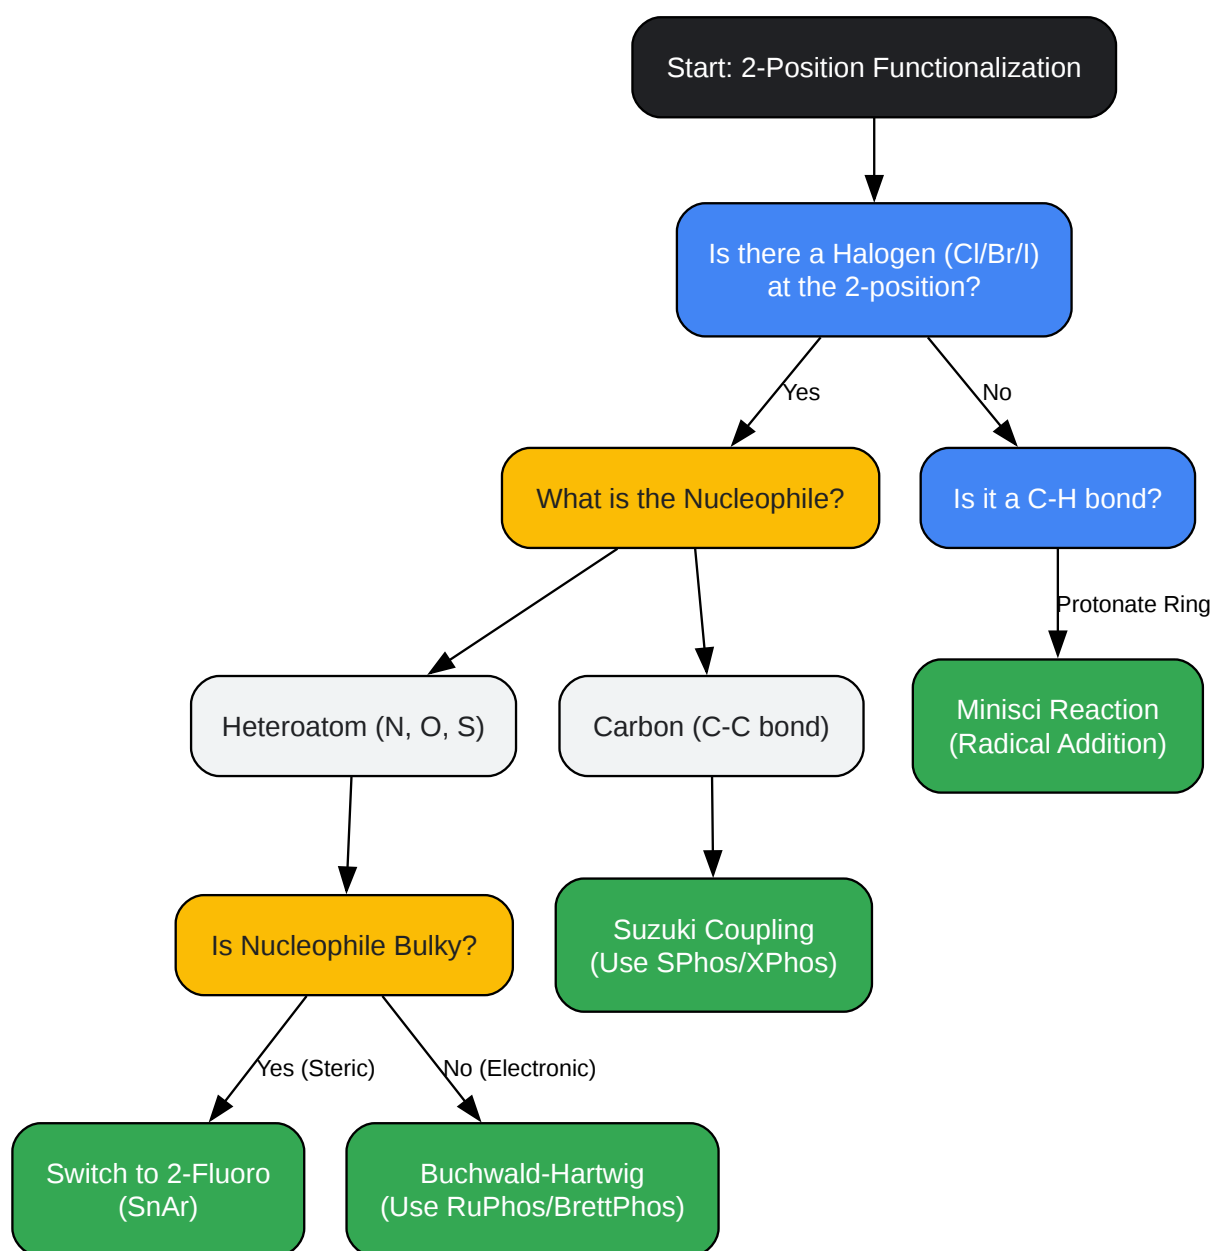 Start: 2-Position Functionalization
Is there a Halogen (Cl/Br/I)
at the 2-position?
Yes
No
What is the Nucleophile?
Is it a C-H bond?
Protonate Ring
Heteroatom (N, O, S)
Carbon (C-C bond)
Minisci Reaction
(Radical Addition)
Is Nucleophile Bulky?
Suzuki Coupling
(Use SPhos/XPhos)
Yes (Steric)
No (Electronic)
Switch to 2-Fluoro
(SnAr)
Buchwald-Hartwig
(Use RuPhos/BrettPhos)